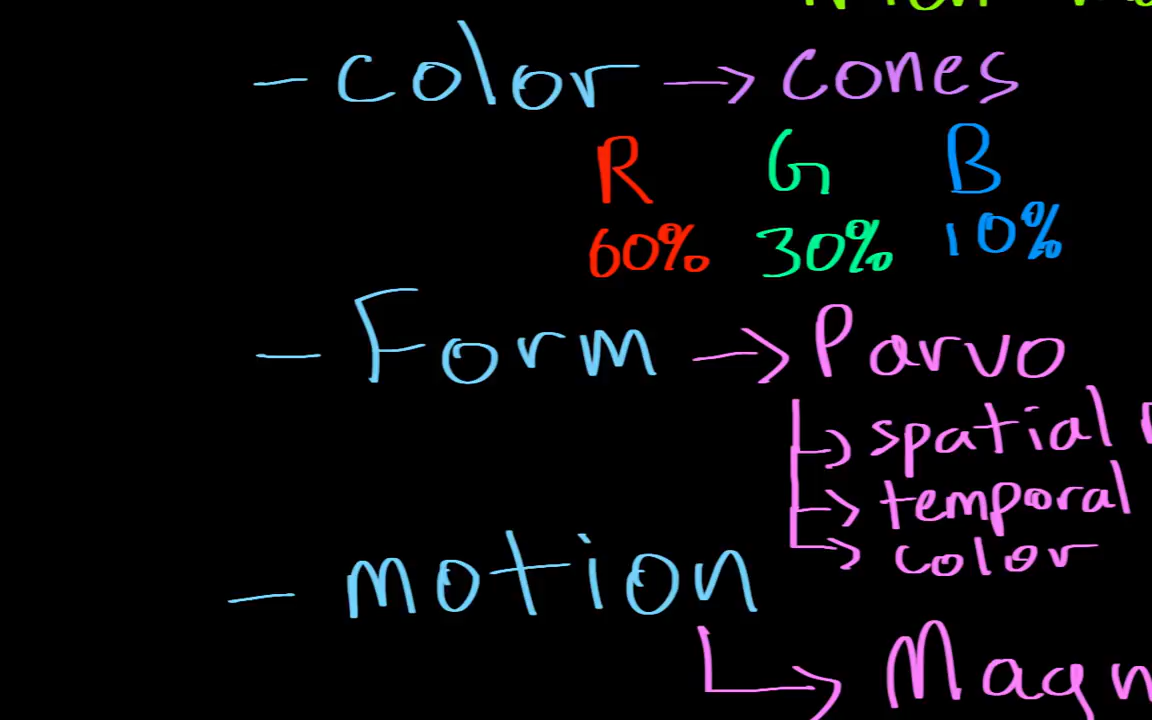 - color → cones
R G B
60% 30% 10%
- Form → Parvo
→ spatial
→ temporal
→ color
- motion
→ Magn